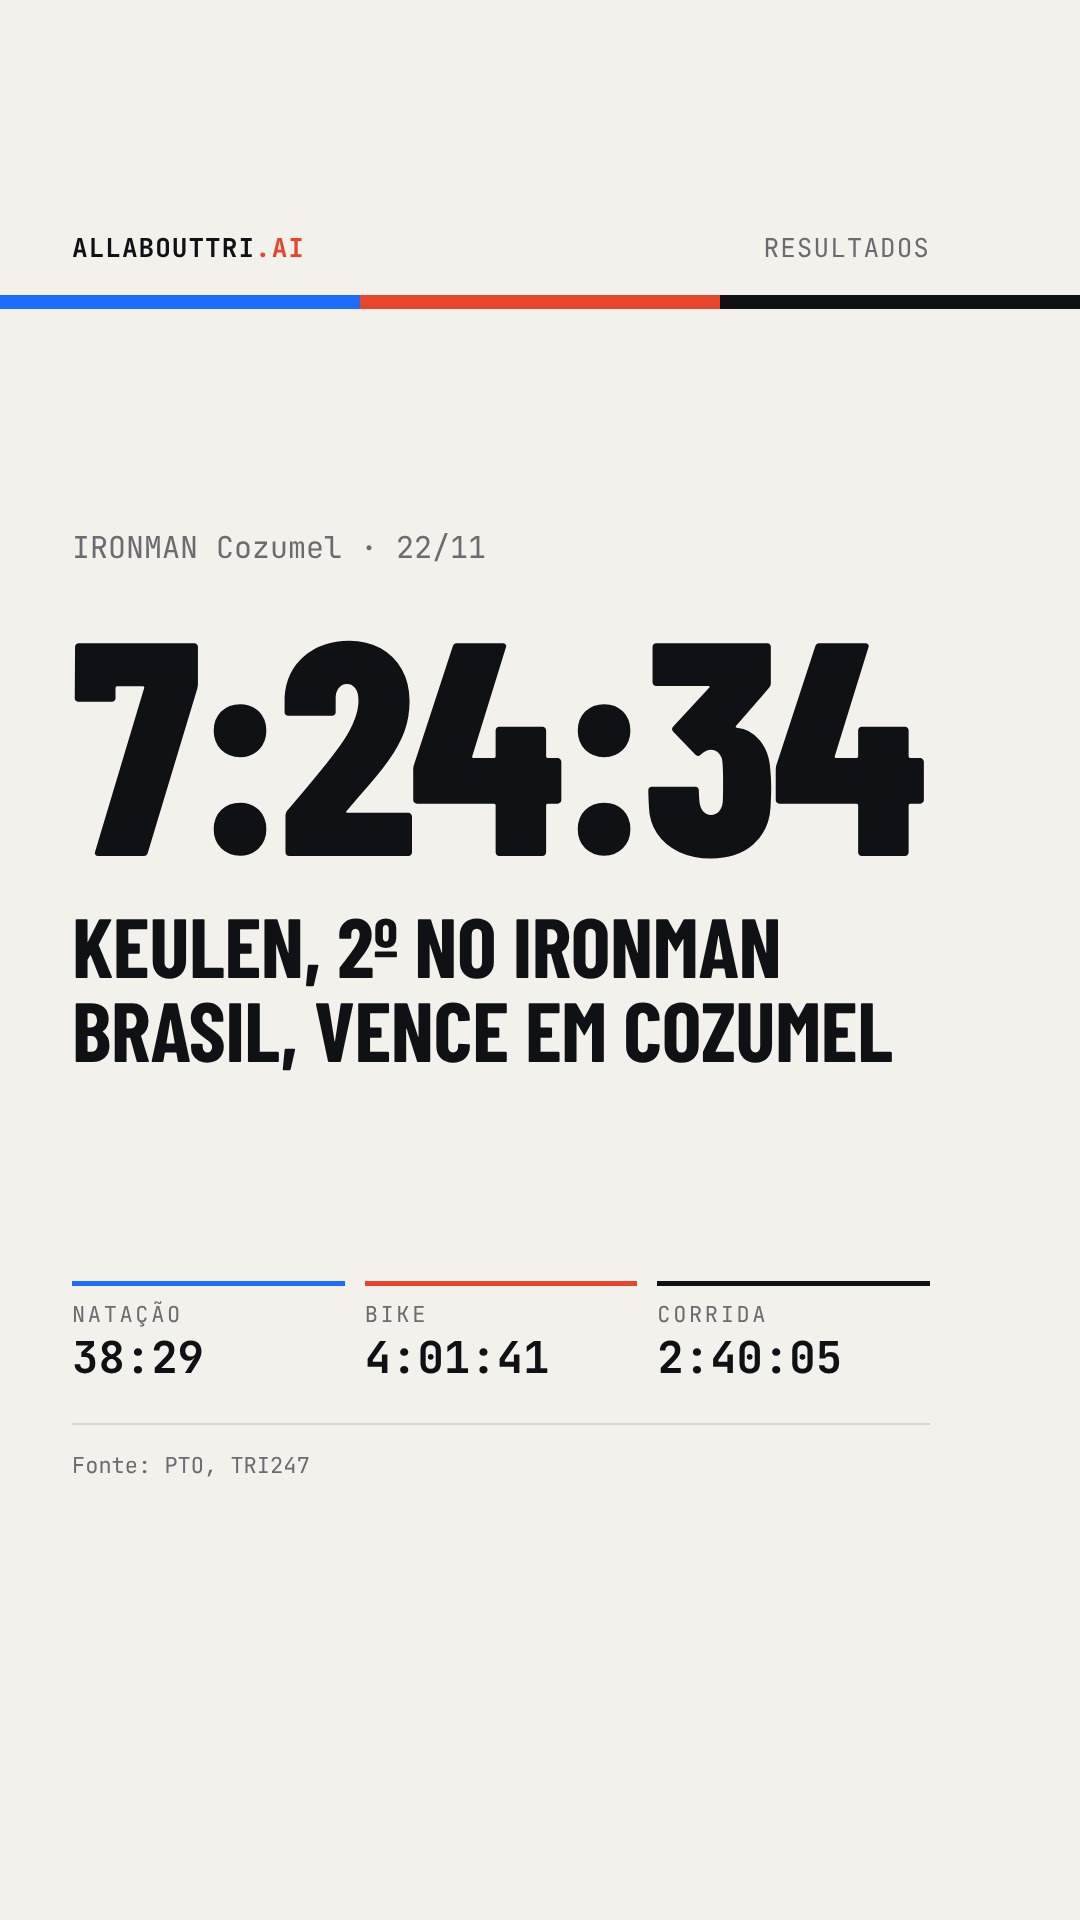 ALLABOUTTRI.AI
RESULTADOS
IRONMAN Cozumel · 22/11
7:24:34
KEULEN, 2º NO IRONMAN
BRASIL, VENCE EM COZUMEL
NATAÇÃO
38:29
BIKE
4:01:41
CORRIDA
2:40:05
Fonte: PTO, TRI247